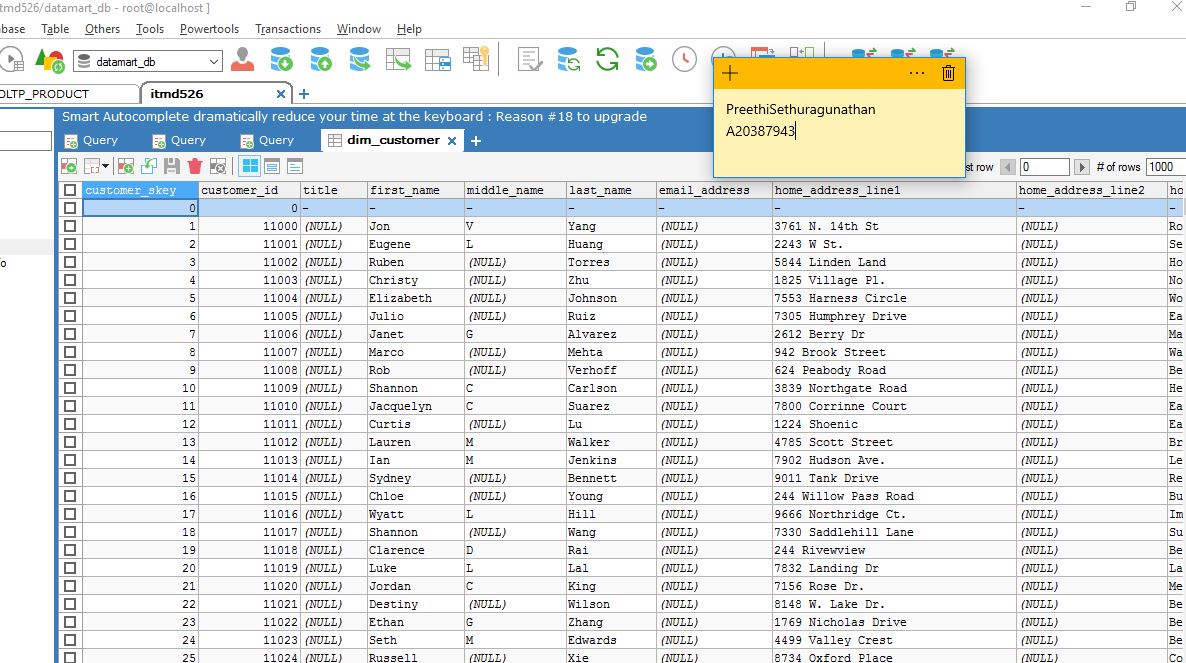 tmd526/datamart_db - root@localhost ]
base Table Others Tools Powertools Transactions Window Help
datamart_db
OLTP_PRODUCT itmd526 +
Smart Autocomplete dramatically reduce your time at the keyboard : Reason #18 to upgrade
Query Query Query dim_customer +
PreethiSethuragunathan
A20387943
st row 0 # of rows 1000
customer_skey customer_id title first_name middle_name last_name email_address home_address_line1 home_address_line2 ho
0 0 - - - - - - - -
1 11000 (NULL) Jon V Yang (NULL) 3761 N. 14th St (NULL) Ro
2 11001 (NULL) Eugene L Huang (NULL) 2243 W St. (NULL) Se
3 11002 (NULL) Ruben (NULL) Torres (NULL) 5844 Linden Land (NULL) Ho
4 11003 (NULL) Christy (NULL) Zhu (NULL) 1825 Village Pl. (NULL) No
5 11004 (NULL) Elizabeth (NULL) Johnson (NULL) 7553 Harness Circle (NULL) Wo
6 11005 (NULL) Julio (NULL) Ruiz (NULL) 7305 Humphrey Drive (NULL) Ea
7 11006 (NULL) Janet G Alvarez (NULL) 2612 Berry Dr (NULL) Ma
8 11007 (NULL) Marco (NULL) Mehta (NULL) 942 Brook Street (NULL) Wa
9 11008 (NULL) Rob (NULL) Verhoff (NULL) 624 Peabody Road (NULL) Be
10 11009 (NULL) Shannon C Carlson (NULL) 3839 Northgate Road (NULL) He
11 11010 (NULL) Jacquelyn C Suarez (NULL) 7800 Corrinne Court (NULL) Ea
12 11011 (NULL) Curtis (NULL) Lu (NULL) 1224 Shoenic (NULL) Ea
13 11012 (NULL) Lauren M Walker (NULL) 4785 Scott Street (NULL) Br
14 11013 (NULL) Ian M Jenkins (NULL) 7902 Hudson Ave. (NULL) Le
15 11014 (NULL) Sydney (NULL) Bennett (NULL) 9011 Tank Drive (NULL) Re
16 11015 (NULL) Chloe (NULL) Young (NULL) 244 Willow Pass Road (NULL) Bu
17 11016 (NULL) Wyatt L Hill (NULL) 9666 Northridge Ct. (NULL) Im
18 11017 (NULL) Shannon (NULL) Wang (NULL) 7330 Saddlehill Lane (NULL) Su
19 11018 (NULL) Clarence D Rai (NULL) 244 Rivewview (NULL) Be
20 11019 (NULL) Luke L Lal (NULL) 7832 Landing Dr (NULL) La
21 11020 (NULL) Jordan C King (NULL) 7156 Rose Dr. (NULL) Me
22 11021 (NULL) Destiny (NULL) Wilson (NULL) 8148 W. Lake Dr. (NULL) Be
23 11022 (NULL) Ethan G Zhang (NULL) 1769 Nicholas Drive (NULL) Be
24 11023 (NULL) Seth M Edwards (NULL) 4499 Valley Crest (NULL) Be
25 11024 (NULL) Russell (NULL) Xie (NULL) 8734 Oxford Place (NULL) Co